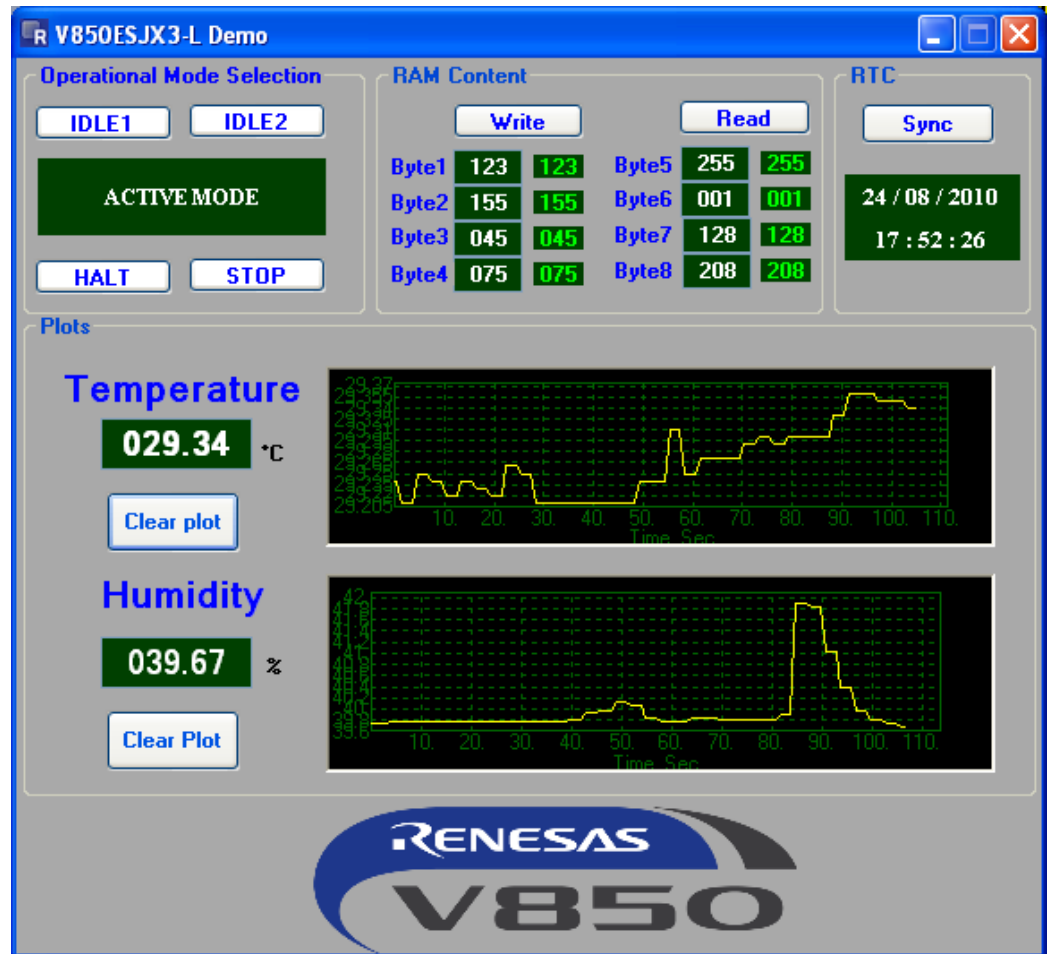 V850ESJX3-L Demo
Operational Mode Selection
IDLE1 IDLE2
ACTIVE MODE
HALT STOP
RAM Content
Write Read
Byte1 123 123 Byte5 255 255
Byte2 155 155 Byte6 001 001
Byte3 045 045 Byte7 128 128
Byte4 075 075 Byte8 208 208
RTC
Sync
24 / 08 / 2010
17 : 52 : 26
Plots
Temperature
029.34 °C
Clear plot
29.37
29.355
29.205
10. 20. 30. 40. 50. 60. 70. 80. 90. 100. 110.
Time Sec
Humidity
039.67 %
Clear Plot
42.
39.6
10. 20. 30. 40. 50. 60. 70. 80. 90. 100. 110.
Time Sec
RENESAS
V850